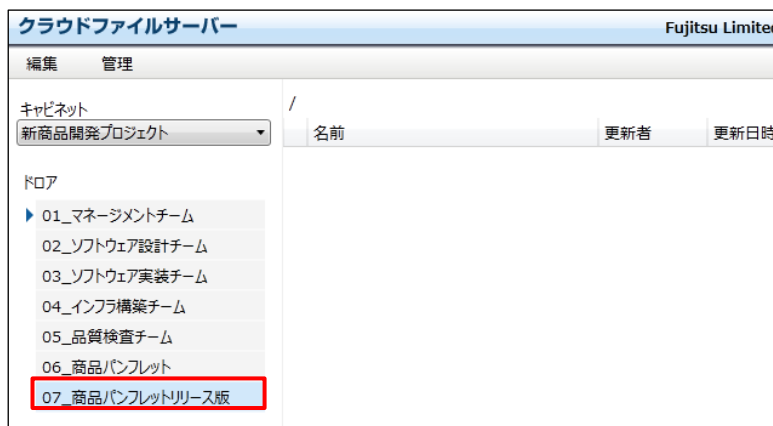 クラウドファイルサーバー Fujitsu Limited
編集 管理
キャビネット
/
新商品開発プロジェクト
名前 更新者 更新日時
ドロア
01_マネージメントチーム
02_ソフトウェア設計チーム
03_ソフトウェア実装チーム
04_インフラ構築チーム
05_品質検査チーム
06_商品パンフレット
07_商品パンフレットリリース版